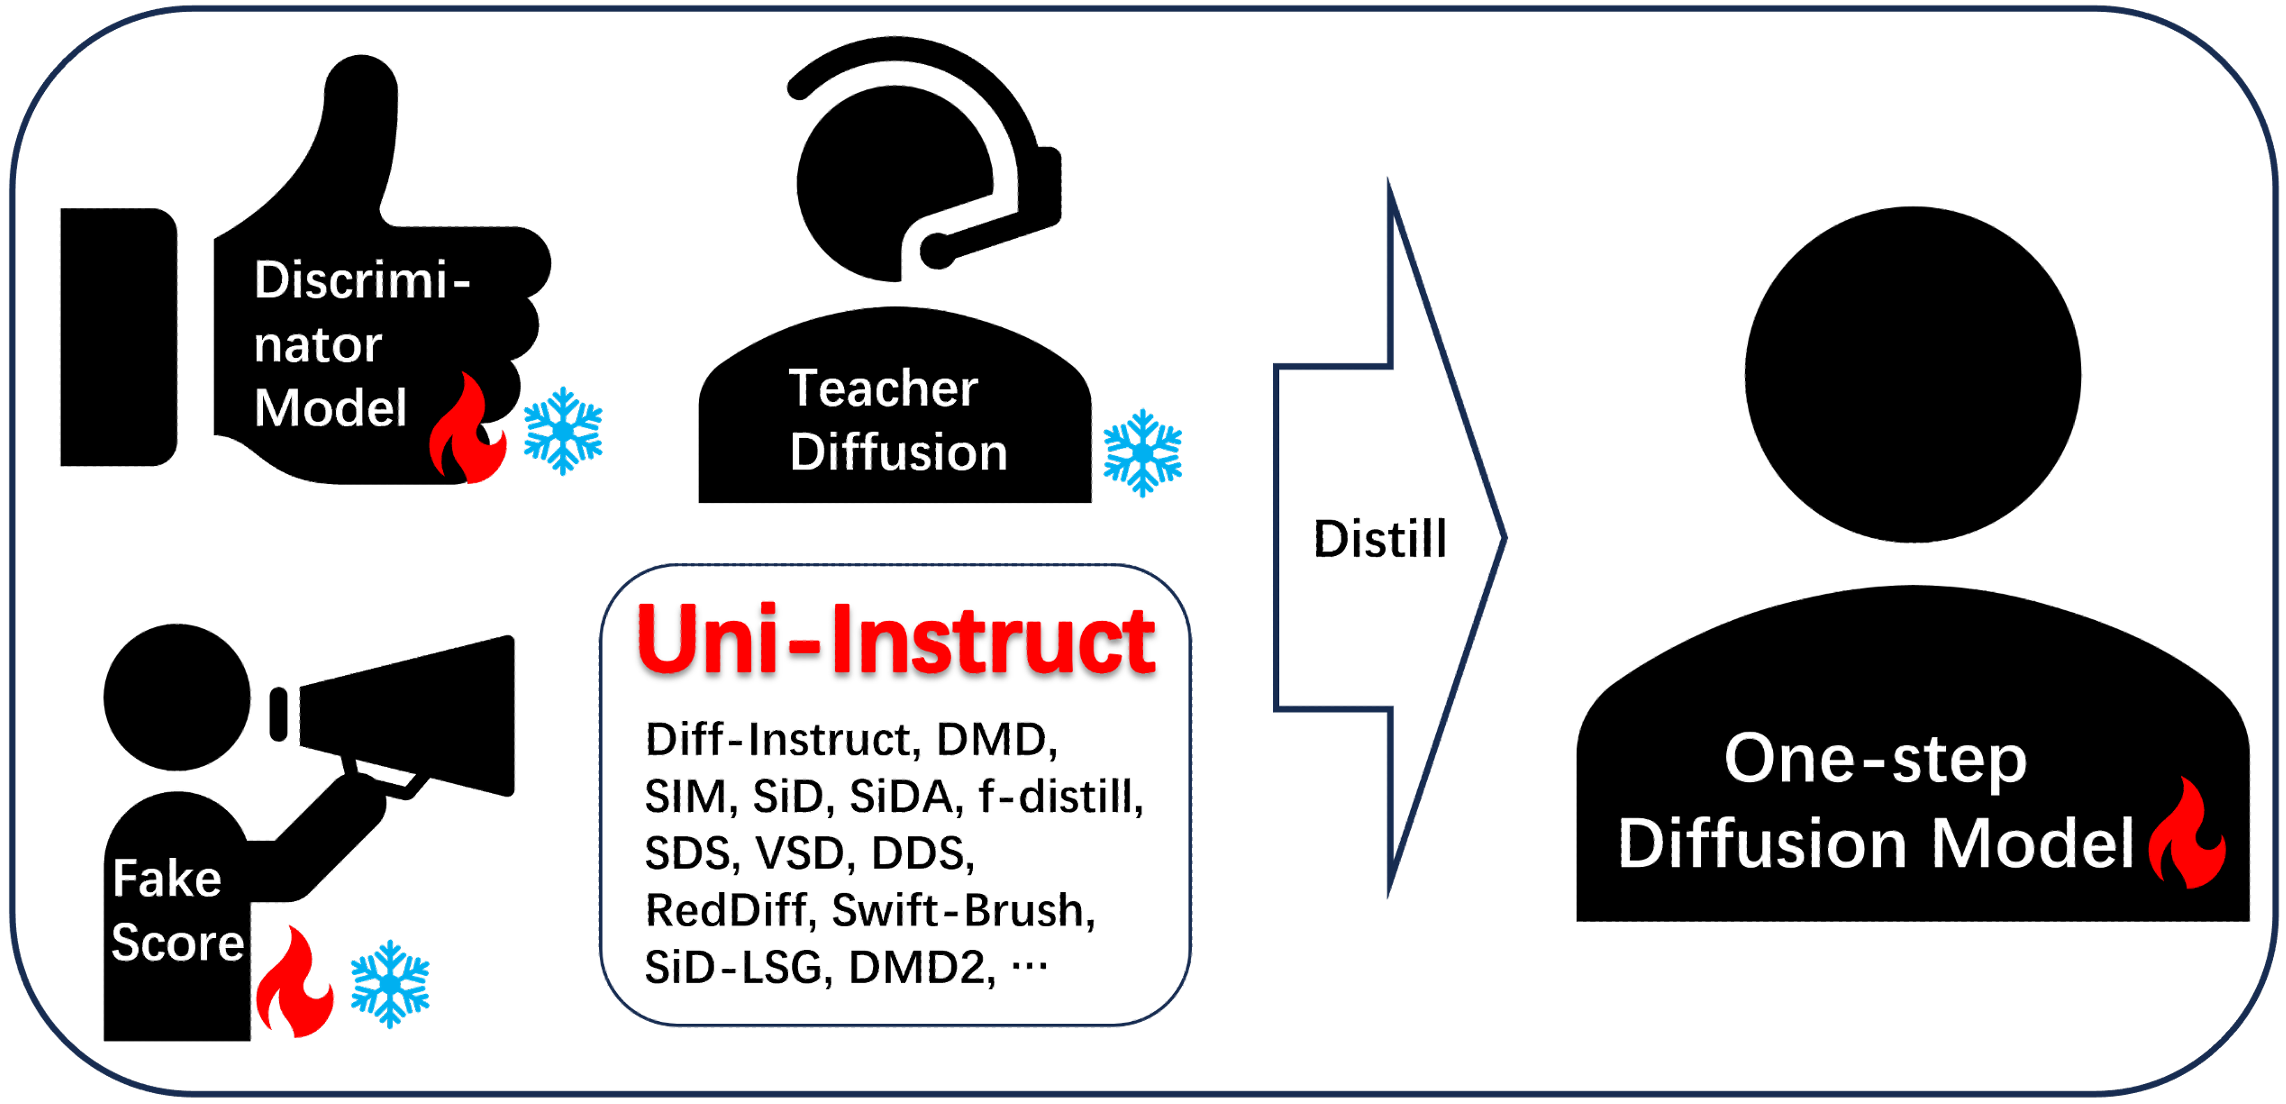 Discrimi-
nator
Model
Teacher
Diffusion
Fake
Score
Uni-Instruct
Diff-Instruct, DMD,
SIM, SiD, SiDA, f-distill,
SDS, VSD, DDS,
RedDiff, Swift-Brush,
SiD-LSG, DMD2, ···
Distill
One-step
Diffusion Model